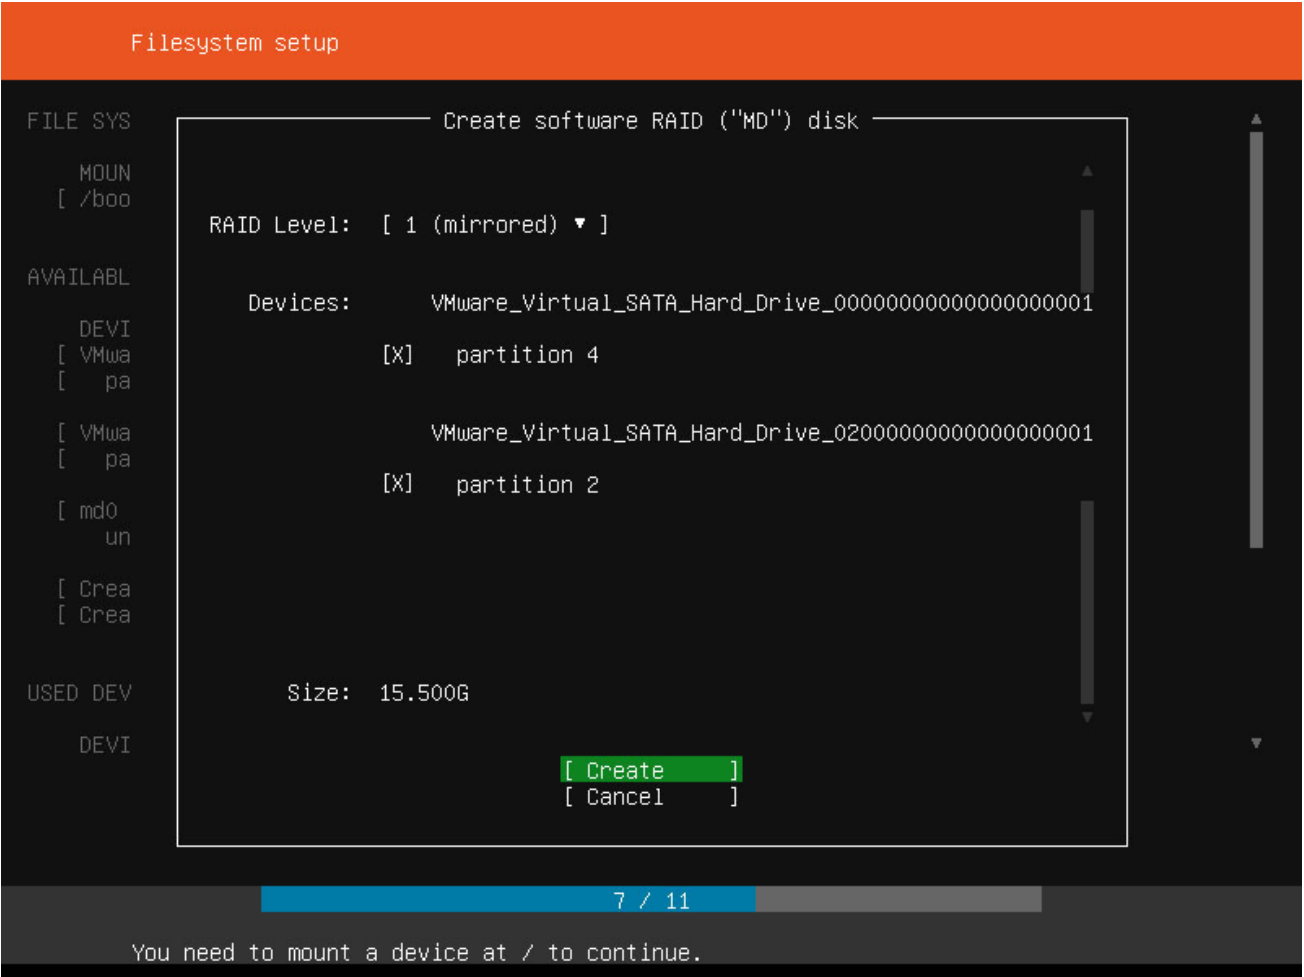 Filesystem setup
FILE SYS
Create software RAID ("MD") disk
MOUN
[ /boo
RAID Level: [ 1 (mirrored) ▾ ]
AVAILABL
Devices: VMware_Virtual_SATA_Hard_Drive_00000000000000000001
DEVI
[ VMwa
[X] partition 4
[ pa
[ VMwa
VMware_Virtual_SATA_Hard_Drive_02000000000000000001
[ pa
[X] partition 2
[ md0
un
[ Crea
[ Crea
USED DEV
Size: 15.500G
DEVI
[ Create ]
[ Cancel ]
7 / 11
You need to mount a device at / to continue.